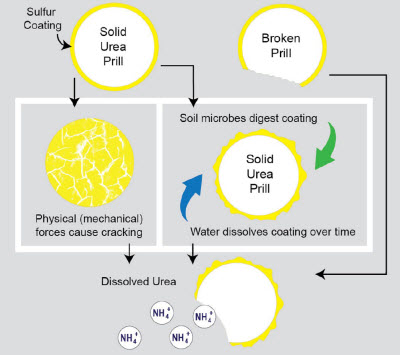 Sulfur
Coating
Solid
Urea
Prill
Broken
Prill
Soil microbes digest coating
Solid
Urea
Prill
Physical (mechanical)
forces cause cracking
Water dissolves coating over time
Dissolved Urea
NH₄⁺
NH₄⁺
NH₄⁺
NH₄⁺